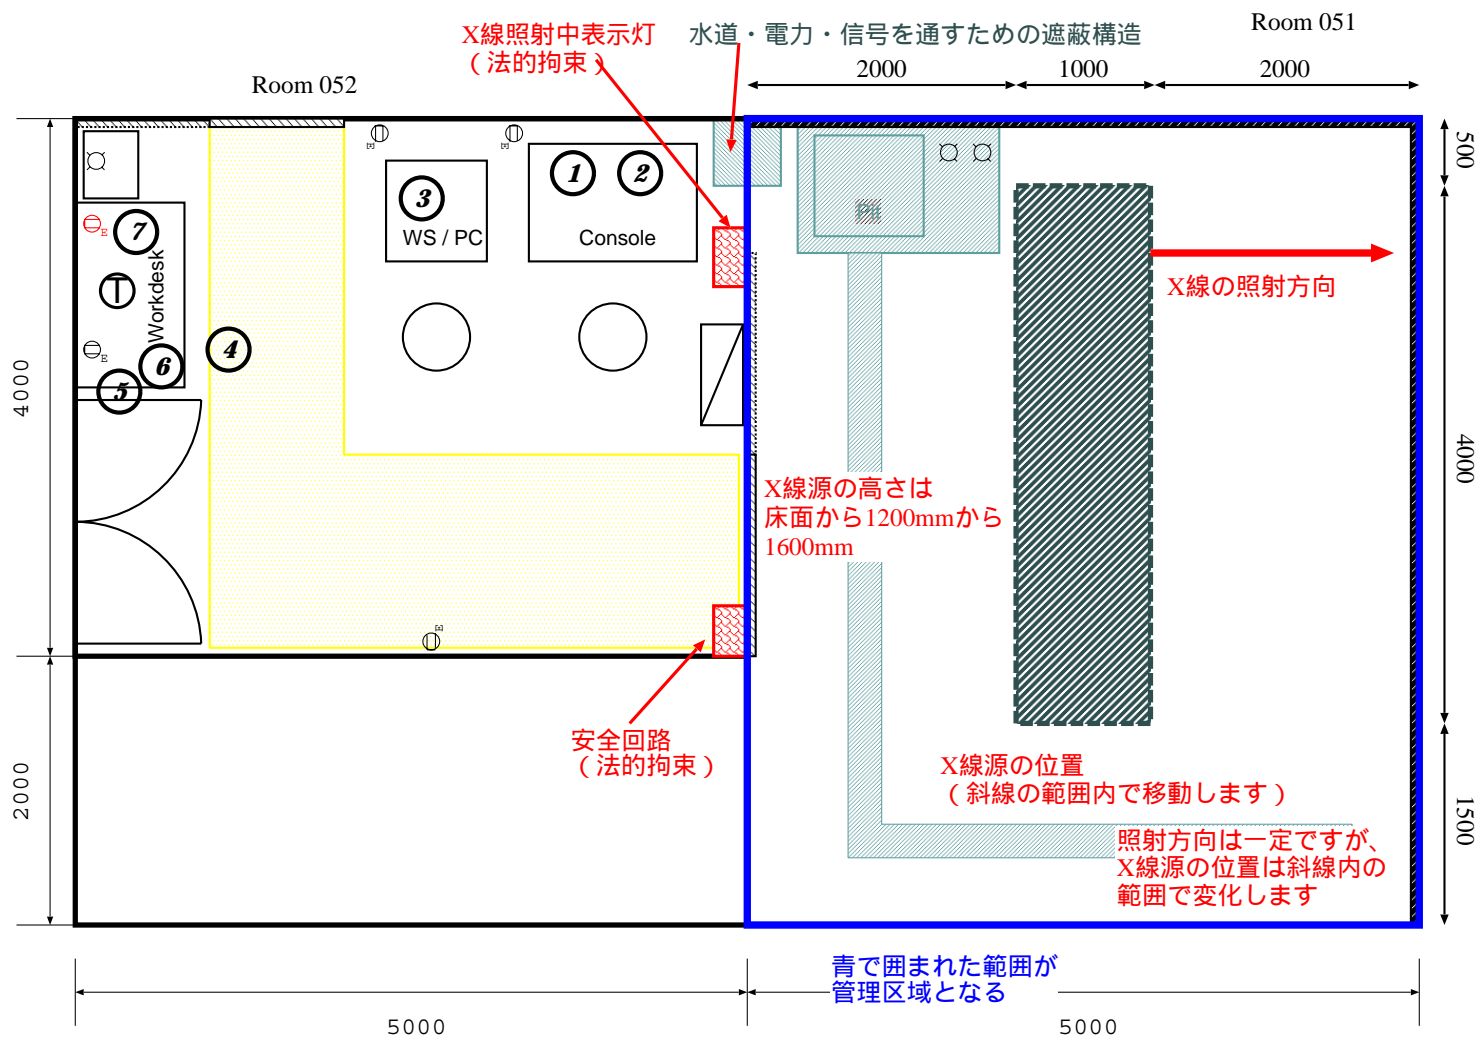 Room 051
X線照射中表示灯
（法的拘束）
水道・電力・信号を通すための遮蔽構造
2000
1000
2000
Room 052
500
Pit
1
2
3
WS / PC
Console
7
E
T
Workdesk
E
6
4
5
X線の照射方向
4000
4000
X線源の高さは
床面から1200mmから
1600mm
安全回路
（法的拘束）
2000
X線源の位置
（斜線の範囲内で移動します）
照射方向は一定ですが、
X線源の位置は斜線内の
範囲で変化します
1500
青で囲まれた範囲が
管理区域となる
5000
5000